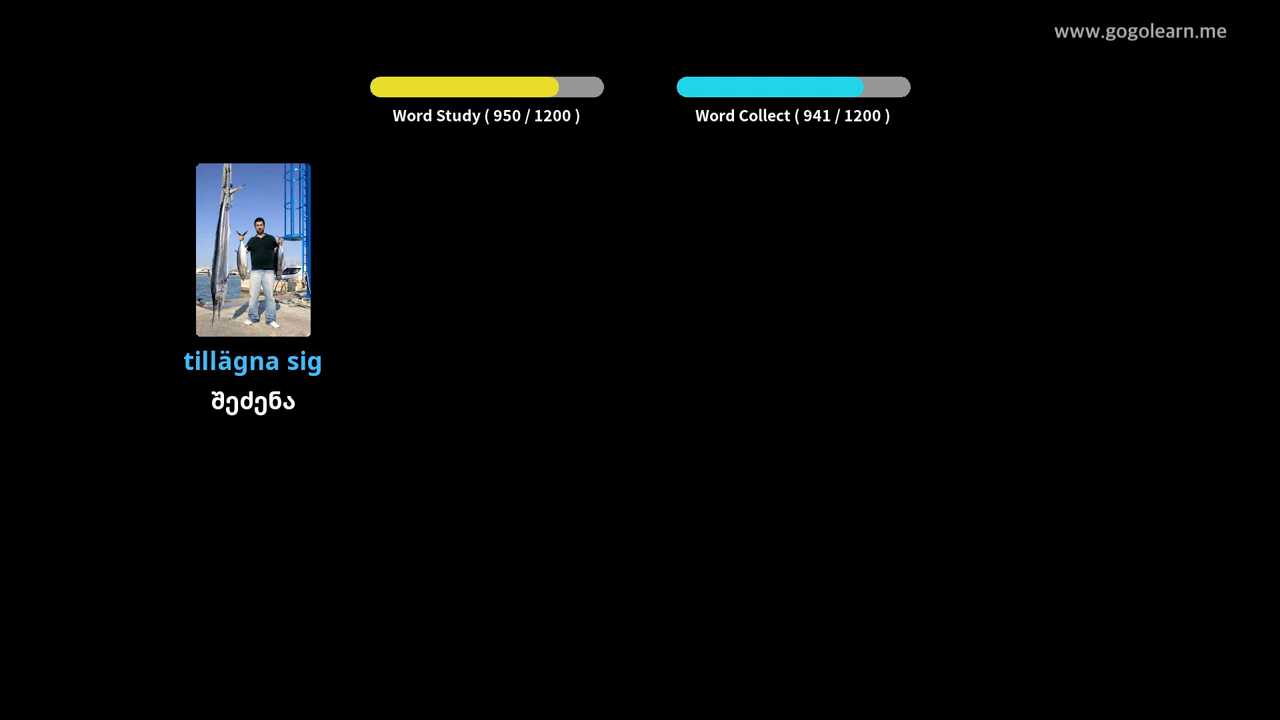 www.gogolearn.me
Word Study ( 950 / 1200 )
Word Collect ( 941 / 1200 )
tillägna sig
შეძენა